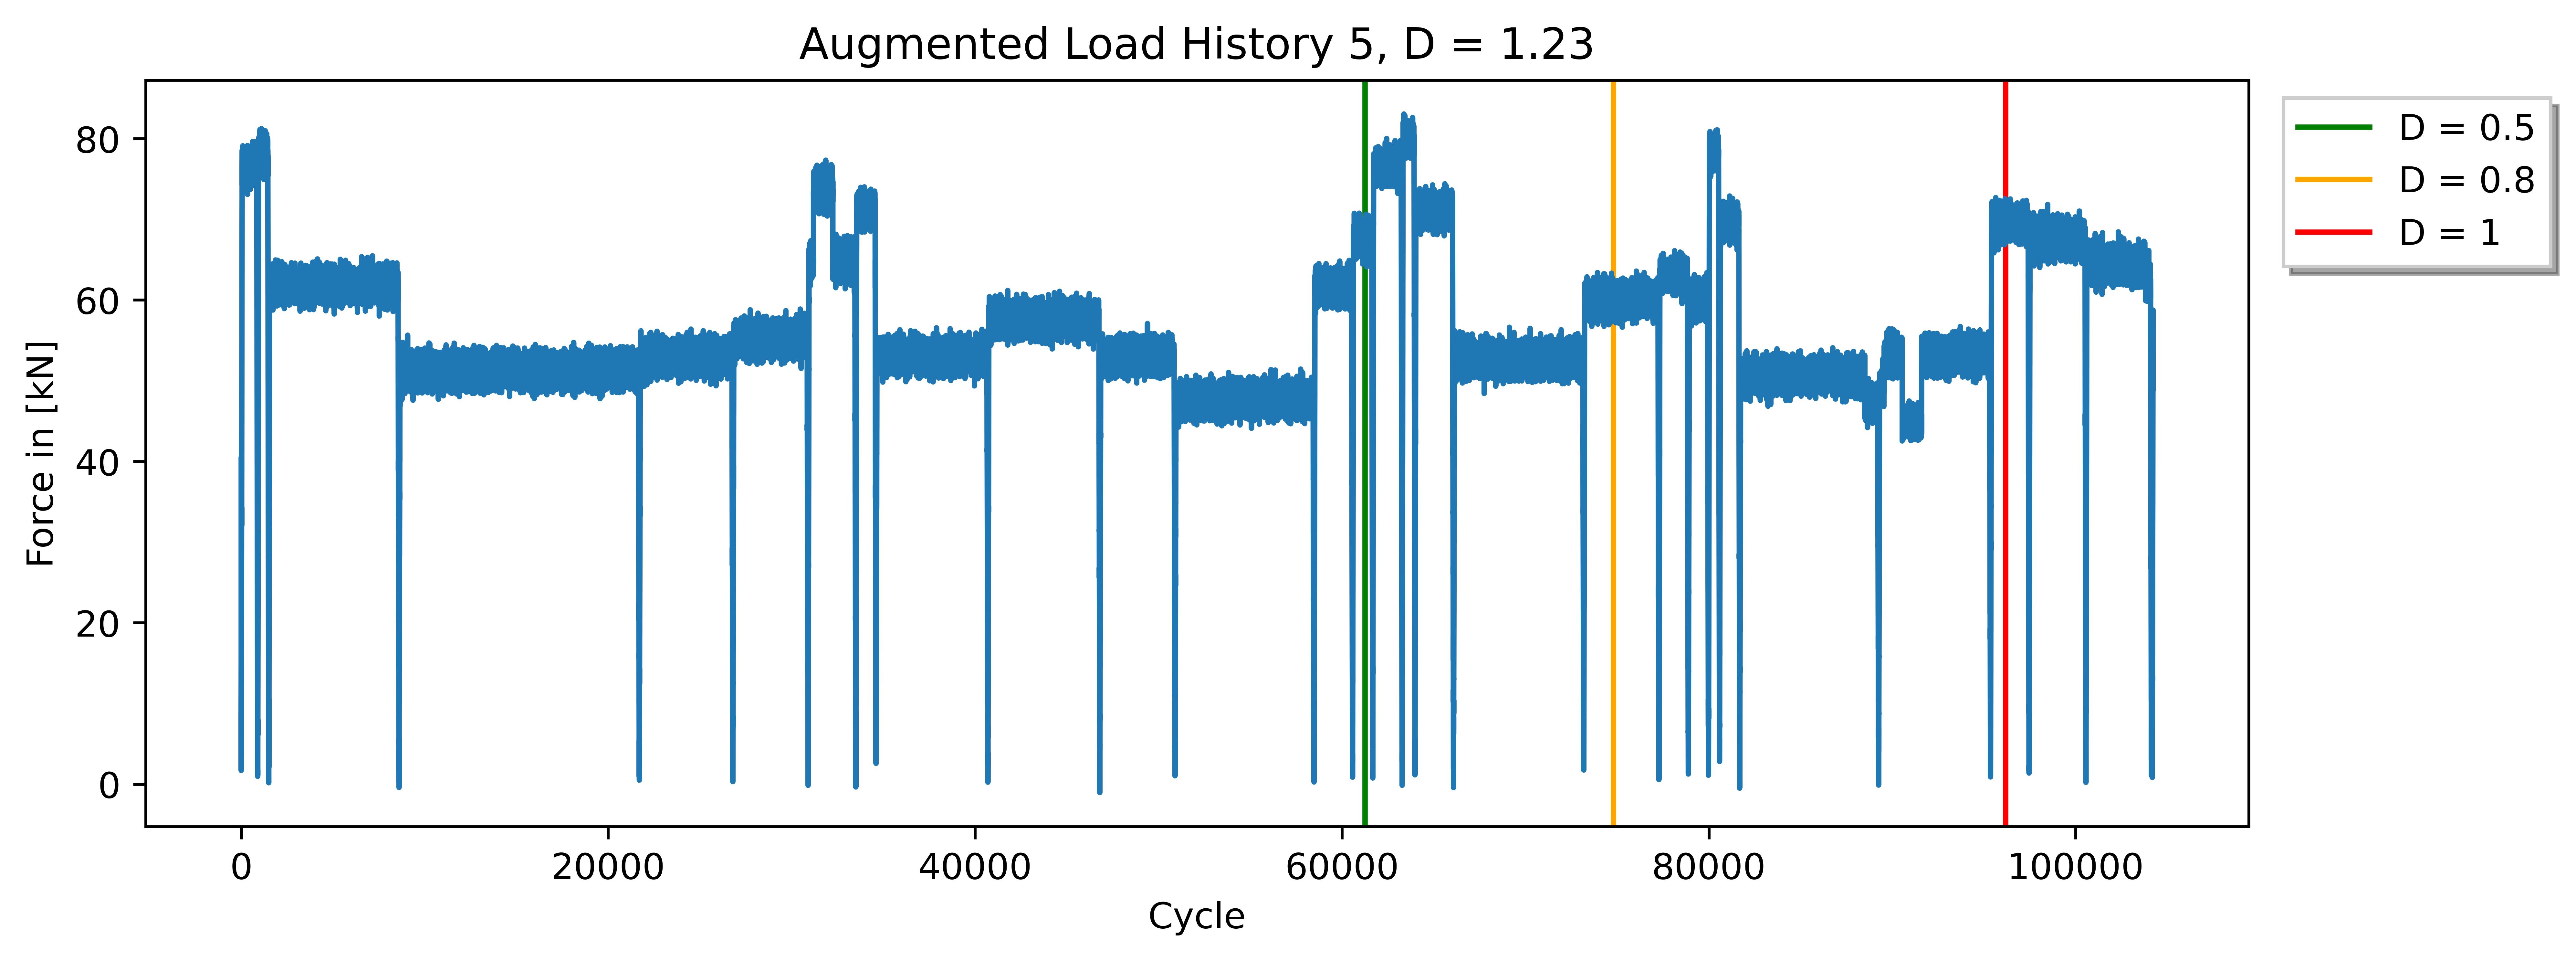 Augmented Load History 5, D = 1.23
Force in [kN]
80
60
40
20
0
0 20000 40000 60000 80000 100000
Cycle
D = 0.5
D = 0.8
D = 1